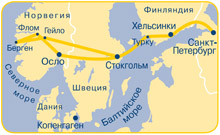 Норвегия
Финляндия
Флом
Гейло
Хельсинки
Берген
Турку
Санкт-
Петербург
Осло
Стокгольм
Северное море
Швеция
Дания
Балтийское
море
Копенгаген